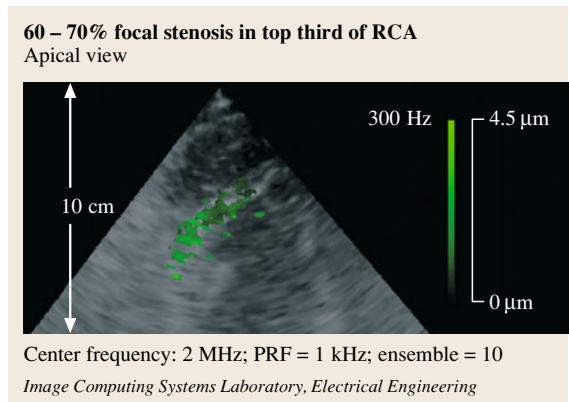 60 – 70% focal stenosis in top third of RCA
Apical view
300 Hz
4.5 µm
10 cm
0 µm
Center frequency: 2 MHz; PRF = 1 kHz; ensemble = 10
Image Computing Systems Laboratory, Electrical Engineering